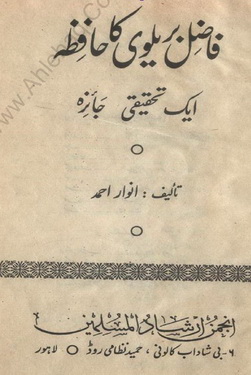 فاضل بریلوی کا حافظہ
ایک تحقیقی جائزہ
تالیف : انوار احمد
انجمن ارشاد المسلمین
۶۔ بی شاداب کالونی ، حمید نظامی روڈ ○ لاہور